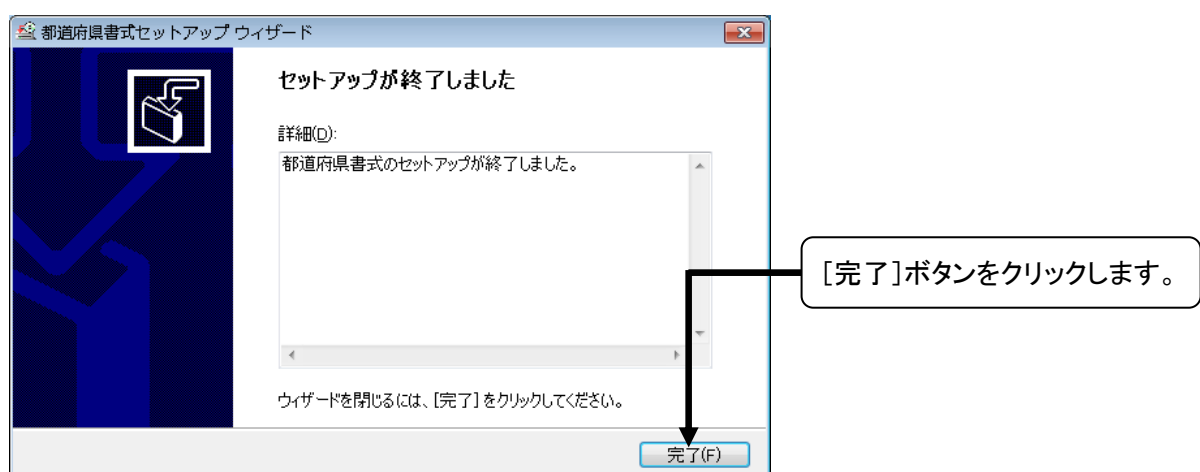 都道府県書式セットアップ ウィザード
セットアップが終了しました
詳細(D):
都道府県書式のセットアップが終了しました。
[完了]ボタンをクリックします。
ウィザードを閉じるには、[完了] をクリックしてください。
完了(F)